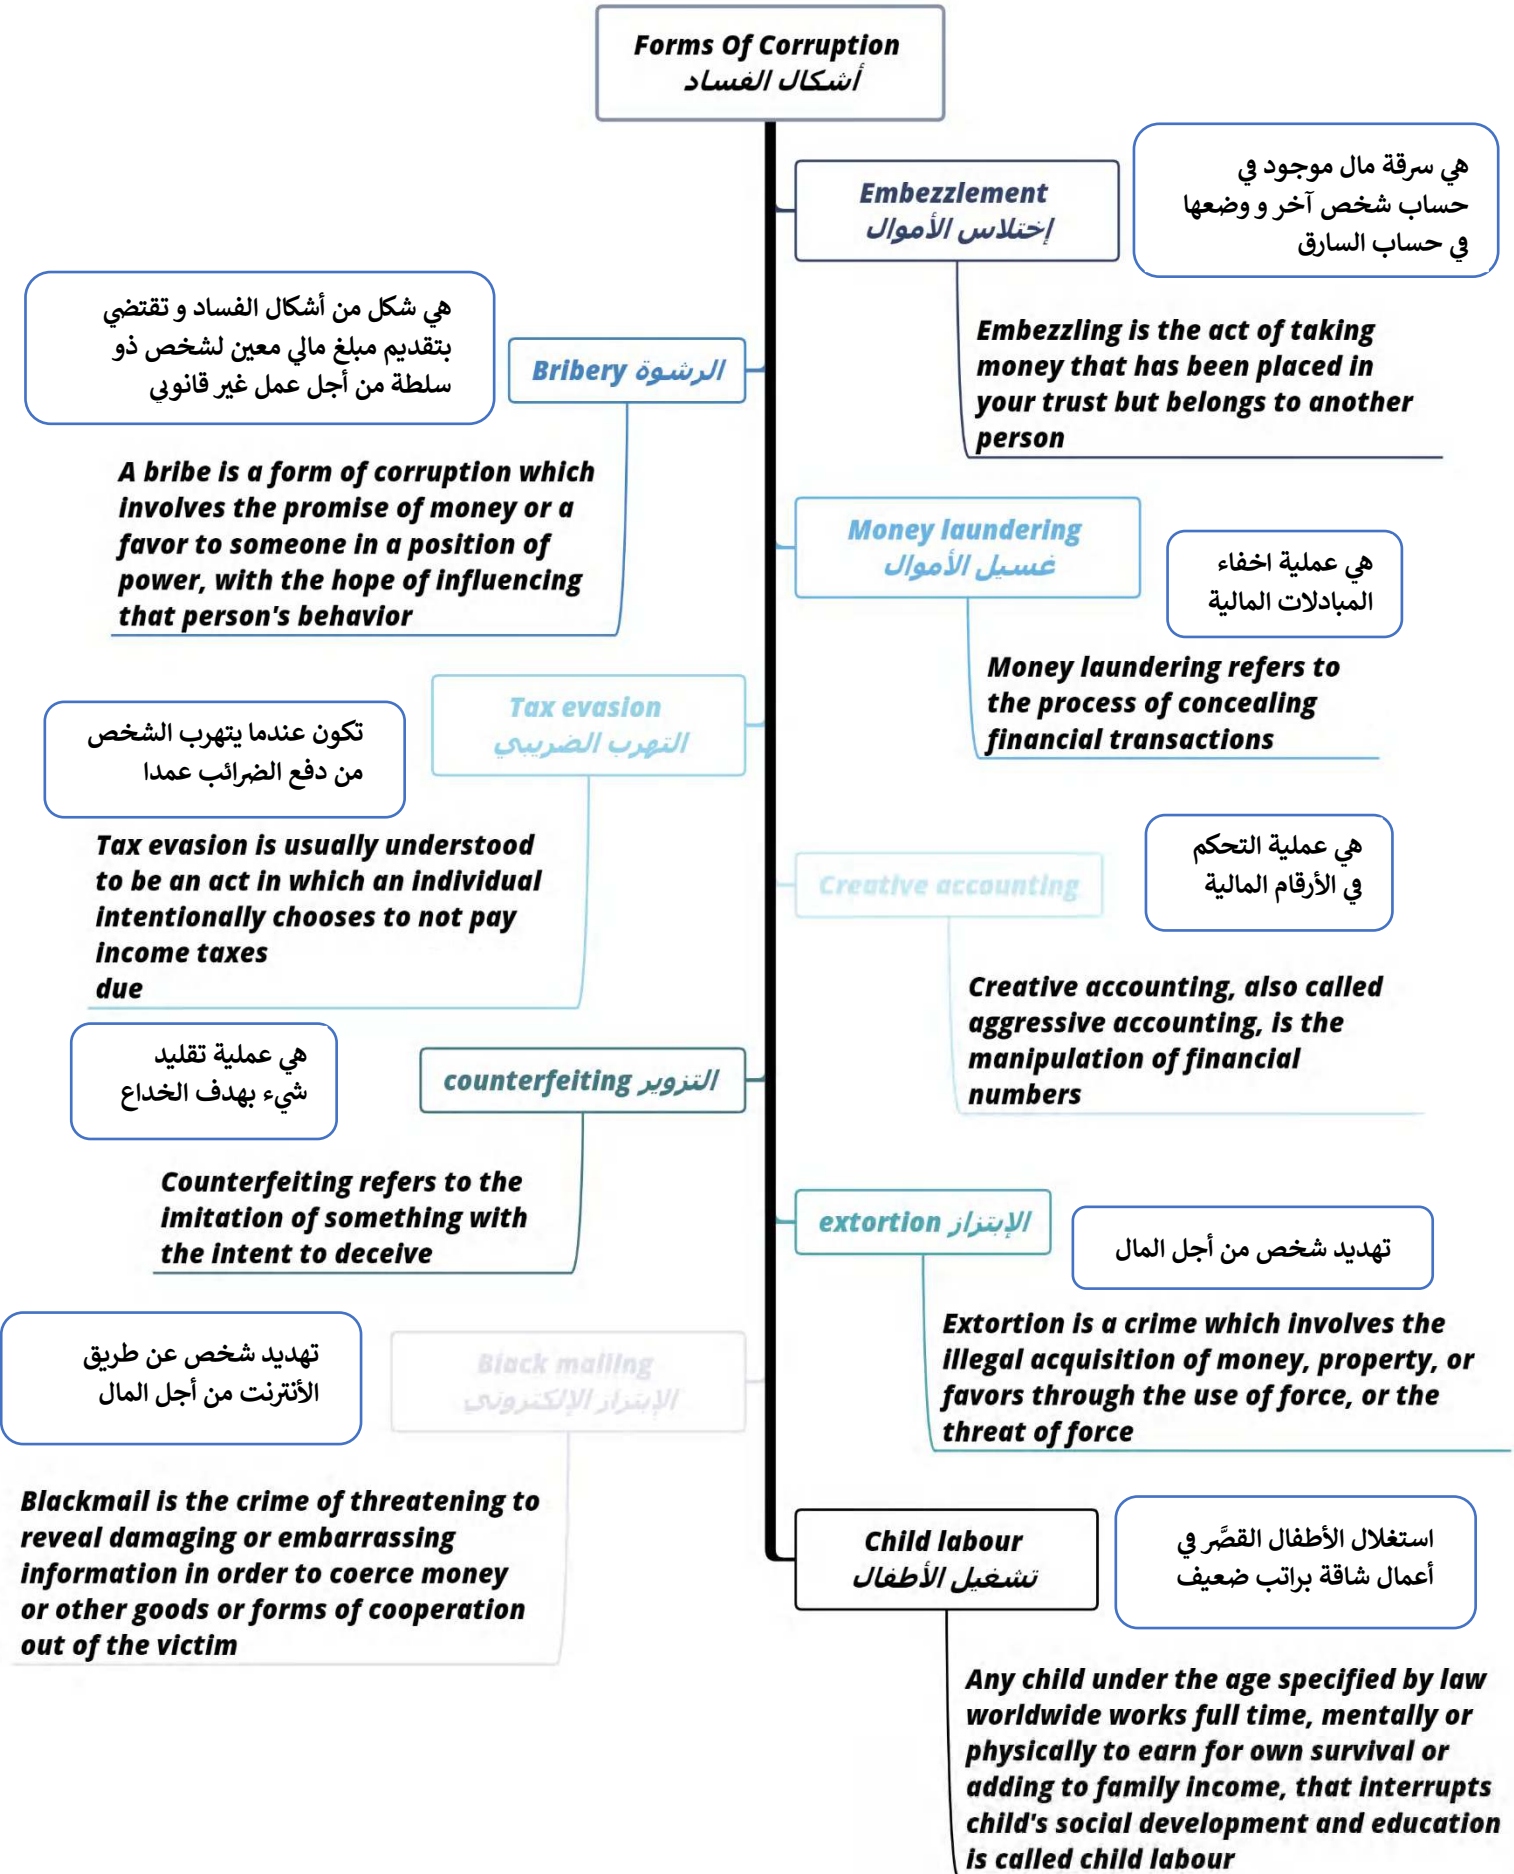 Forms Of Corruption
أشكال الفساد
Embezzlement
إختلاس الأموال
هي سرقة مال موجود في
حساب شخص آخر و وضعها
في حساب السارق
Embezzling is the act of taking
money that has been placed in
your trust but belongs to another
person
Bribery الرشوة
هي شكل من أشكال الفساد و تقتضي
بتقديم مبلغ مالي معين لشخص ذو
سلطة من أجل عمل غير قانوني
A bribe is a form of corruption which
involves the promise of money or a
favor to someone in a position of
power, with the hope of influencing
that person's behavior
Money laundering
غسيل الأموال
هي عملية اخفاء
المبادلات المالية
Money laundering refers to
the process of concealing
financial transactions
Tax evasion
التهرب الضريبي
تكون عندما يتهرب الشخص
من دفع الضرائب عمدا
Tax evasion is usually understood
to be an act in which an individual
intentionally chooses to not pay
income taxes
due
Creative accounting
هي عملية التحكم
في الأرقام المالية
Creative accounting, also called
aggressive accounting, is the
manipulation of financial
numbers
counterfeiting التزوير
هي عملية تقليد
شيء بهدف الخداع
Counterfeiting refers to the
imitation of something with
the intent to deceive
extortion الإبتزاز
تهديد شخص من أجل المال
Extortion is a crime which involves the
illegal acquisition of money, property, or
favors through the use of force, or the
threat of force
Black mailing
الإبتزاز الإلكتروني
تهديد شخص عن طريق
الأنترنت من أجل المال
Blackmail is the crime of threatening to
reveal damaging or embarrassing
information in order to coerce money
or other goods or forms of cooperation
out of the victim
Child labour
تشغيل الأطفال
استغلال الأطفال القصَّر في
أعمال شاقة براتب ضعيف
Any child under the age specified by law
worldwide works full time, mentally or
physically to earn for own survival or
adding to family income, that interrupts
child's social development and education
is called child labour